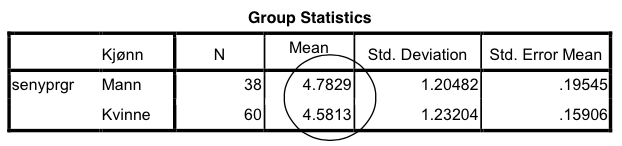 Group Statistics
Kjønn N Mean Std. Deviation Std. Error Mean
senyprgr Mann 38 4.7829 1.20482 .19545
Kvinne 60 4.5813 1.23204 .15906